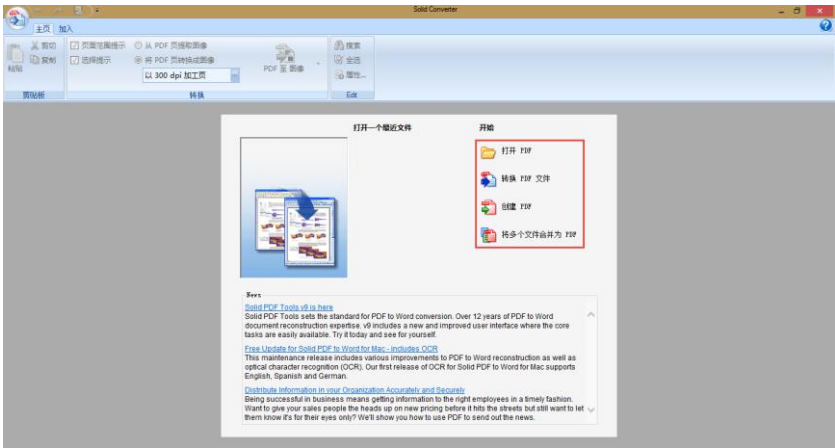 Solid Converter
主页 加入
剪切 页面范围提示 从 PDF 页提取图像 搜索
粘贴 复制 选择提示 将 PDF 页转换成图像 PDF 至 图像 全选
以 300 dpi 加工页 属性...
剪贴板 转换 Edit
打开一个最近文件 开始
打开 PDF
转换 PDF 文件
创建 PDF
将多个文件合并为 PDF
News
Solid PDF Tools v9 is here
Solid PDF Tools sets the standard for PDF to Word conversion. Over 12 years of PDF to Word
document reconstruction expertise. v9 includes a new and improved user interface where the core
tasks are easily available. Try it today and see for yourself.
Free Update for Solid PDF to Word for Mac - includes OCR
This maintenance release includes various improvements to PDF to Word reconstruction as well as
optical character recognition (OCR). Our first release of OCR for Solid PDF to Word for Mac supports
English, Spanish and German.
Distribute Information in your Organization Accurately and Securely
Being successful in business means getting information to the right employees in a timely fashion.
Want to give your sales people the heads up on new pricing before it hits the streets but still want to let
them know it's for their eyes only? We'll show you how to use PDF to send out the news.